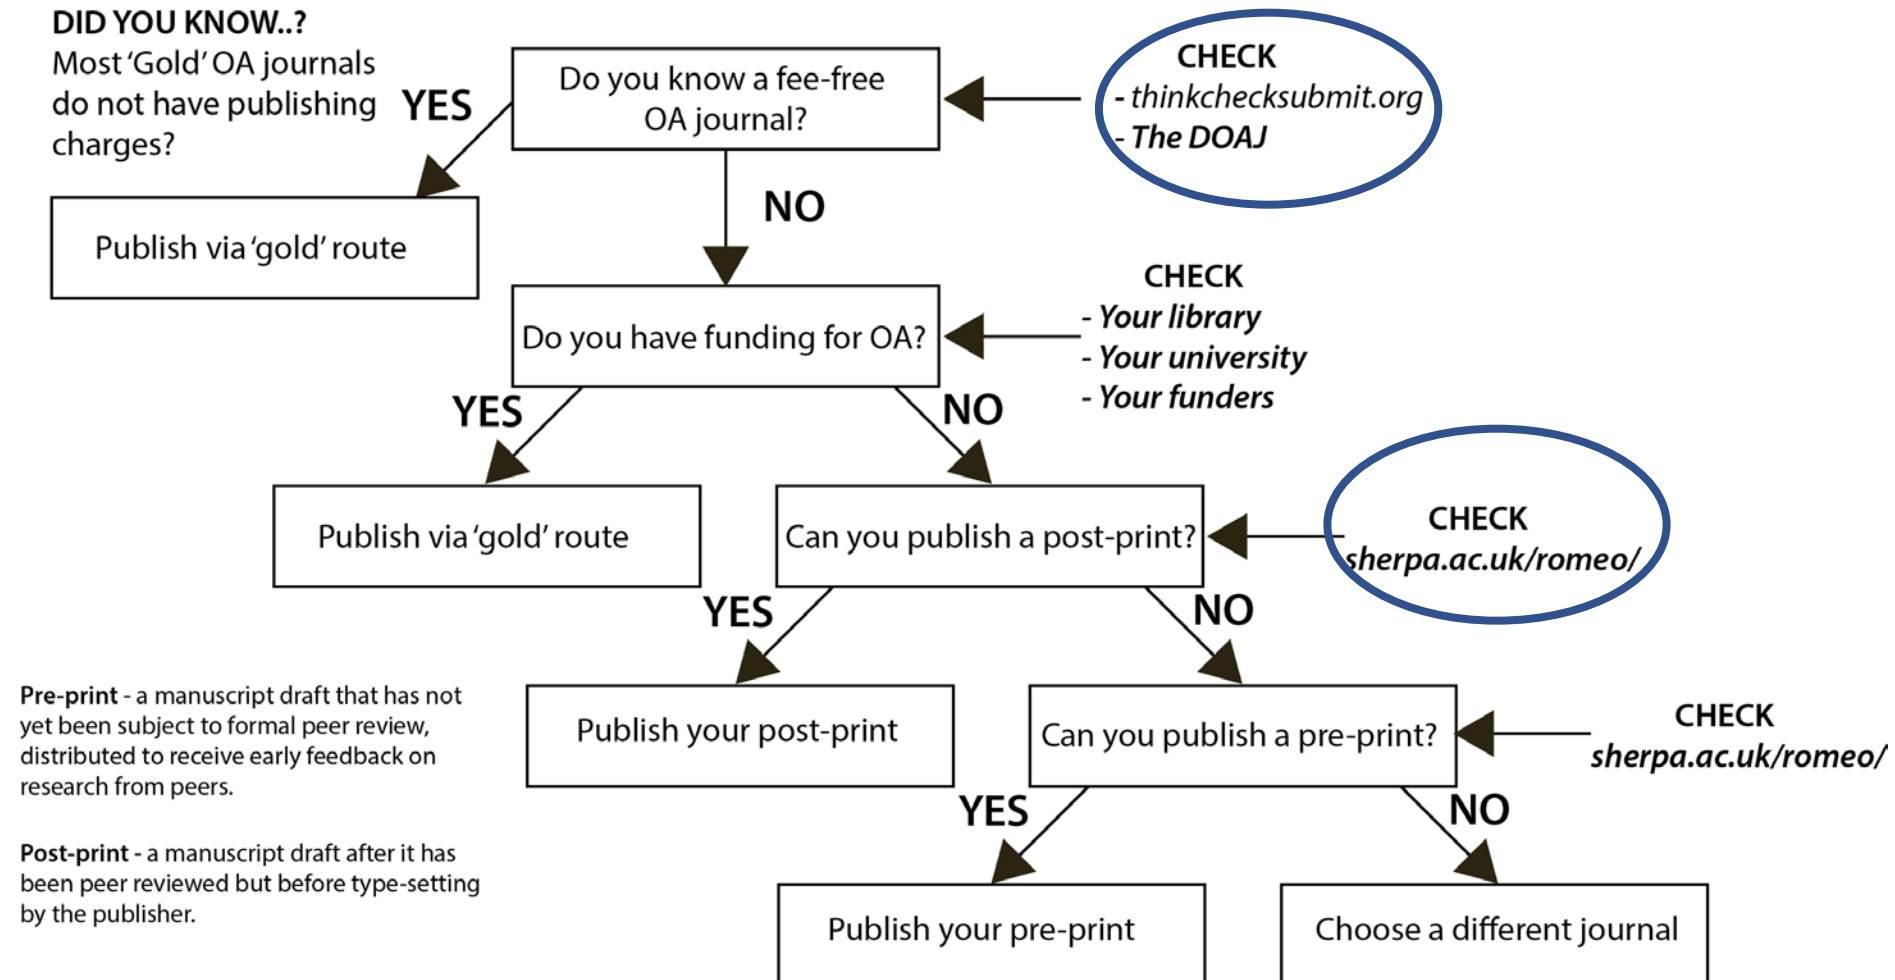 DID YOU KNOW..?
Most ‘Gold’ OA journals
do not have publishing
charges?
Do you know a fee-free
OA journal?
CHECK
- thinkchecksubmit.org
- The DOAJ
YES
NO
Publish via ‘gold’ route
Do you have funding for OA?
CHECK
- Your library
- Your university
- Your funders
YES
NO
Publish via ‘gold’ route
Can you publish a post-print?
CHECK
sherpa.ac.uk/romeo/
YES
NO
Publish your post-print
Can you publish a pre-print?
CHECK
sherpa.ac.uk/romeo/
YES
NO
Publish your pre-print
Choose a different journal
Pre-print - a manuscript draft that has not
yet been subject to formal peer review,
distributed to receive early feedback on
research from peers.
Post-print - a manuscript draft after it has
been peer reviewed but before type-setting
by the publisher.